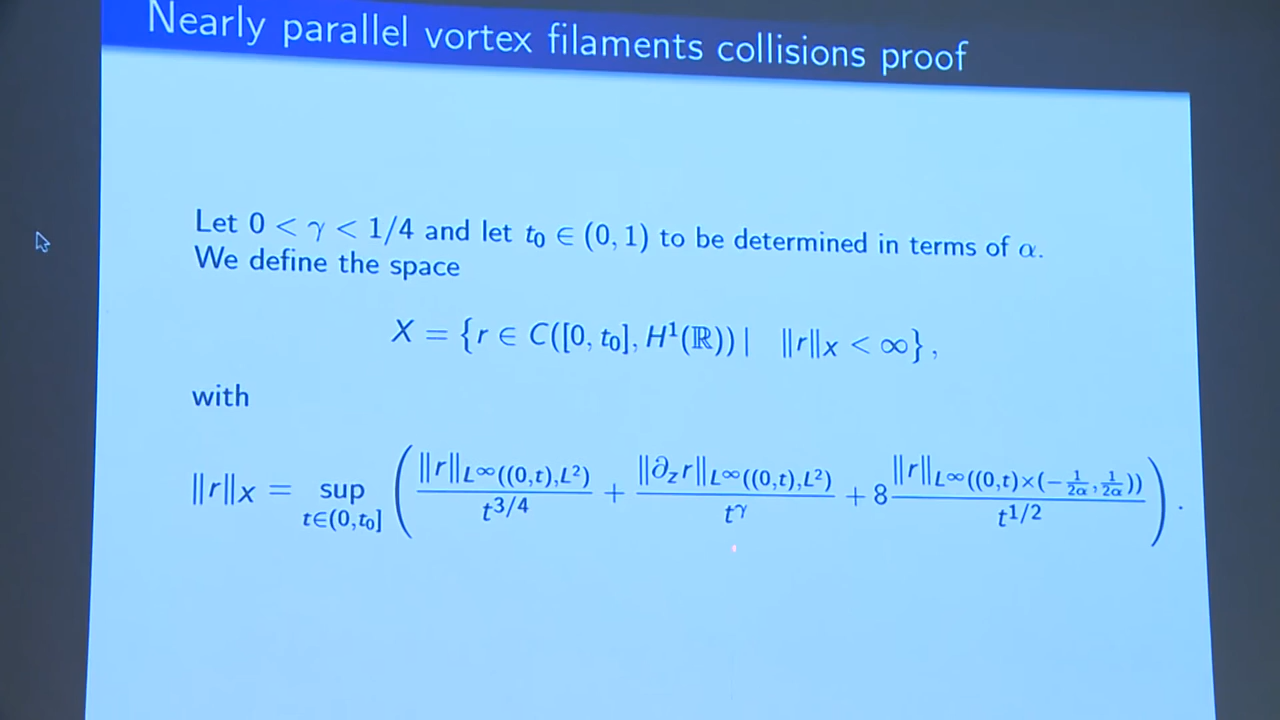 Nearly parallel vortex filaments collisions proof
Let 0 < γ < 1/4 and let t₀ ∈ (0, 1) to be determined in terms of α.
We define the space
X = {r ∈ C([0, t₀], H¹(ℝ)) | ‖r‖_X < ∞} ,
with
‖r‖_X = sup_{t∈(0,t₀]} ( ‖r‖_{L^∞((0,t),L²)} / t^{3/4} + ‖∂_z r‖_{L^∞((0,t),L²)} / t^γ + 8 ‖r‖_{L^∞((0,t)×(−1/2α, 1/2α))} / t^{1/2} ) .